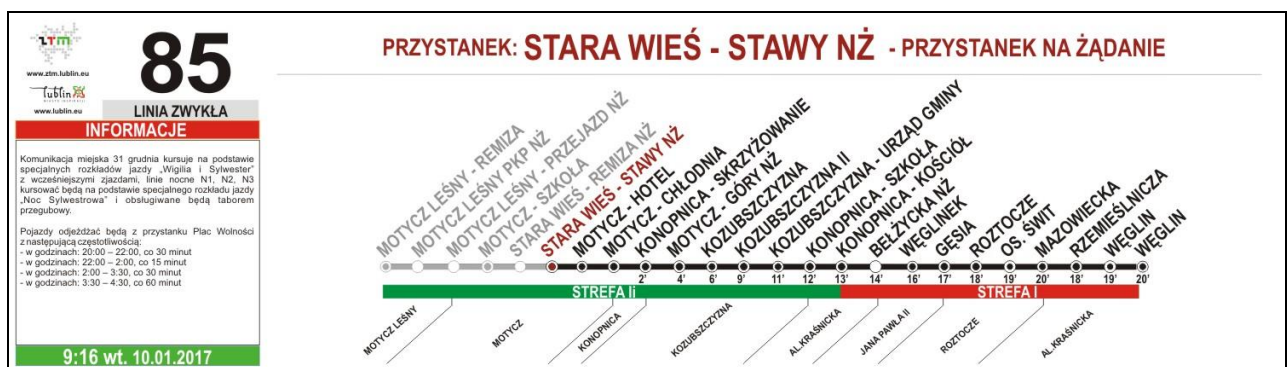 ZTM
www.ztm.lublin.eu
lublin
www.lublin.eu
85
LINIA ZWYKŁA
INFORMACJE
Komunikacja miejska 31 grudnia kursuje na podstawie
specjalnych rozkładów jazdy „Wigilia i Sylwester”
z wcześniejszymi zjazdami, linie nocne N1, N2, N3
kursować będą na podstawie specjalnego rozkładu jazdy
„Noc Sylwestrowa” i obsługiwane będą taborem
przegubowy.
Pojazdy odjeżdżać będą z przystanku Plac Wolności
z następującą częstotliwością:
- w godzinach: 20:00 – 22:00, co 30 minut
- w godzinach: 22:00 – 2:00, co 15 minut
- w godzinach: 2:00 – 3:30, co 30 minut
- w godzinach: 3:30 – 4:30, co 60 minut
9:16 wt. 10.01.2017
PRZYSTANEK: STARA WIEŚ - STAWY NŻ - PRZYSTANEK NA ŻĄDANIE
MOTYCZ LEŚNY - REMIZA
MOTYCZ LEŚNY PKP NŻ
MOTYCZ LEŚNY - PRZEJAZD NŻ
MOTYCZ - SZKOŁA
STARA WIEŚ - REMIZA NŻ
STARA WIEŚ - STAWY NŻ
MOTYCZ - HOTEL
MOTYCZ - CHŁODNIA
KONOPNICA - SKRZYŻOWANIE
MOTYCZ - GÓRY NŻ
KOZUBSZCZYZNA
KOZUBSZCZYZNA II
KOZUBSZCZYZNA - URZĄD GMINY
KONOPNICA - SZKOŁA
KONOPNICA - KOŚCIÓŁ
BEŁŻYCKA NŻ
WĘGLINEK
GĘSIA
ROZTOCZE
OS. ŚWIT
MAZOWIECKA
RZEMIEŚLNICZA
WĘGLIN
WĘGLIN
2' 4' 6' 9' 11' 12' 13' 14' 16' 17' 18' 19' 20' 18' 19' 20'
STREFA Ii STREFA I
MOTYCZ LEŚNY
MOTYCZ
KONOPNICA
KOZUBSZCZYZNA
AL.KRAŚNICKA
JANA PAWŁA II
ROZTOCZE
AL.KRAŚNICKA